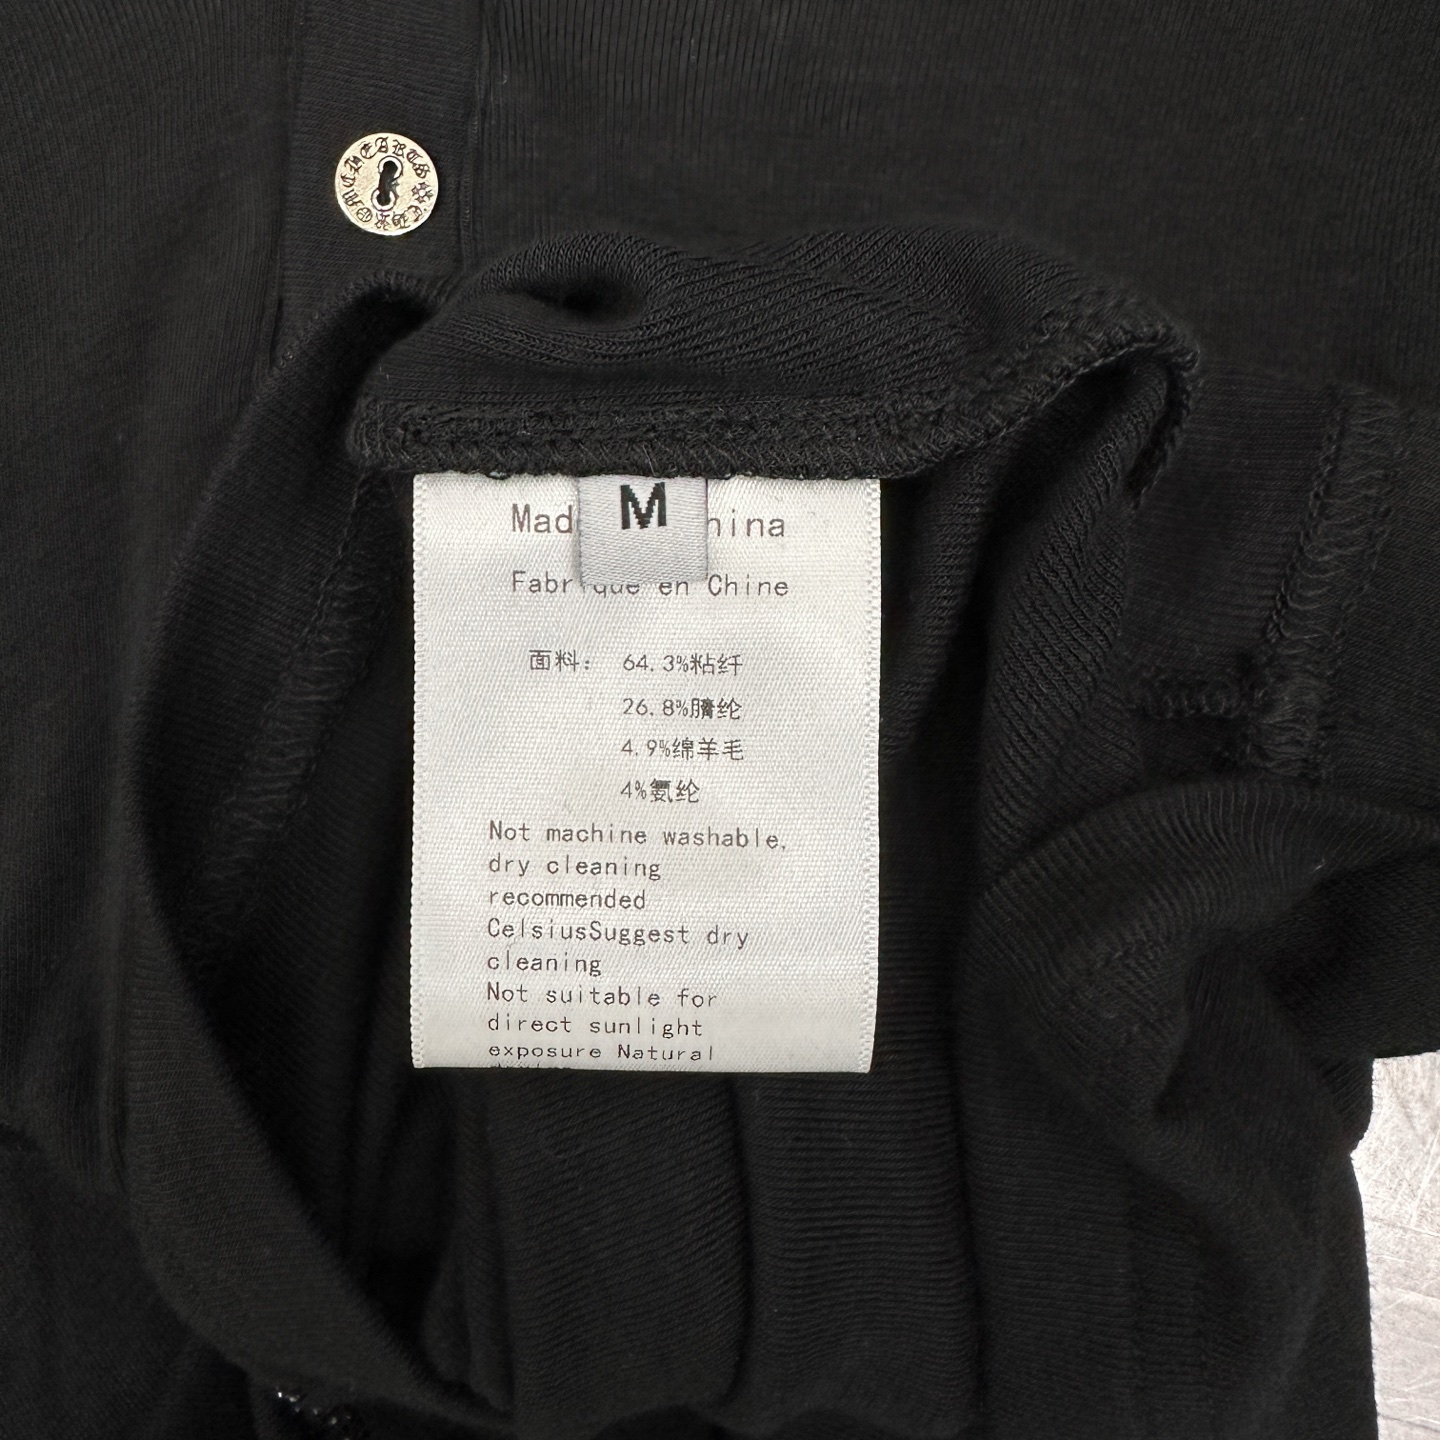 M
Fabrique en Chine
面料: 64.3%粘纤
26.8%腈纶
4.9%绵羊毛
4%氨纶
Not machine washable,
dry cleaning
recommended
CelsiusSuggest dry
cleaning
Not suitable for
direct sunlight
exposure Natural